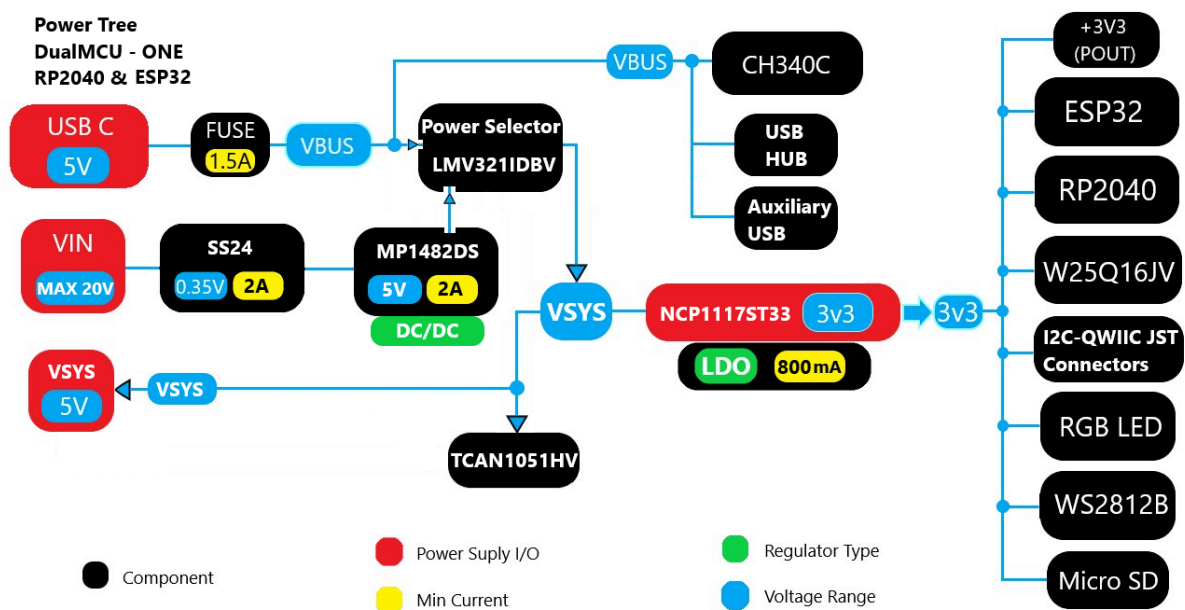 Power Tree
DualMCU - ONE
RP2040 & ESP32
USB C
5V
FUSE
1.5A
VBUS
Power Selector
LMV321IDBV
VBUS
CH340C
USB
HUB
Auxiliary
USB
VIN
MAX 20V
SS24
0.35V
2A
MP1482DS
5V
2A
DC/DC
VSYS
NCP1117ST33
3v3
LDO
800mA
3v3
VSYS
5V
VSYS
TCAN1051HV
+3V3
(POUT)
ESP32
RP2040
W25Q16JV
I2C-QWIIC JST
Connectors
RGB LED
WS2812B
Micro SD
Component
Power Suply I/O
Min Current
Regulator Type
Voltage Range